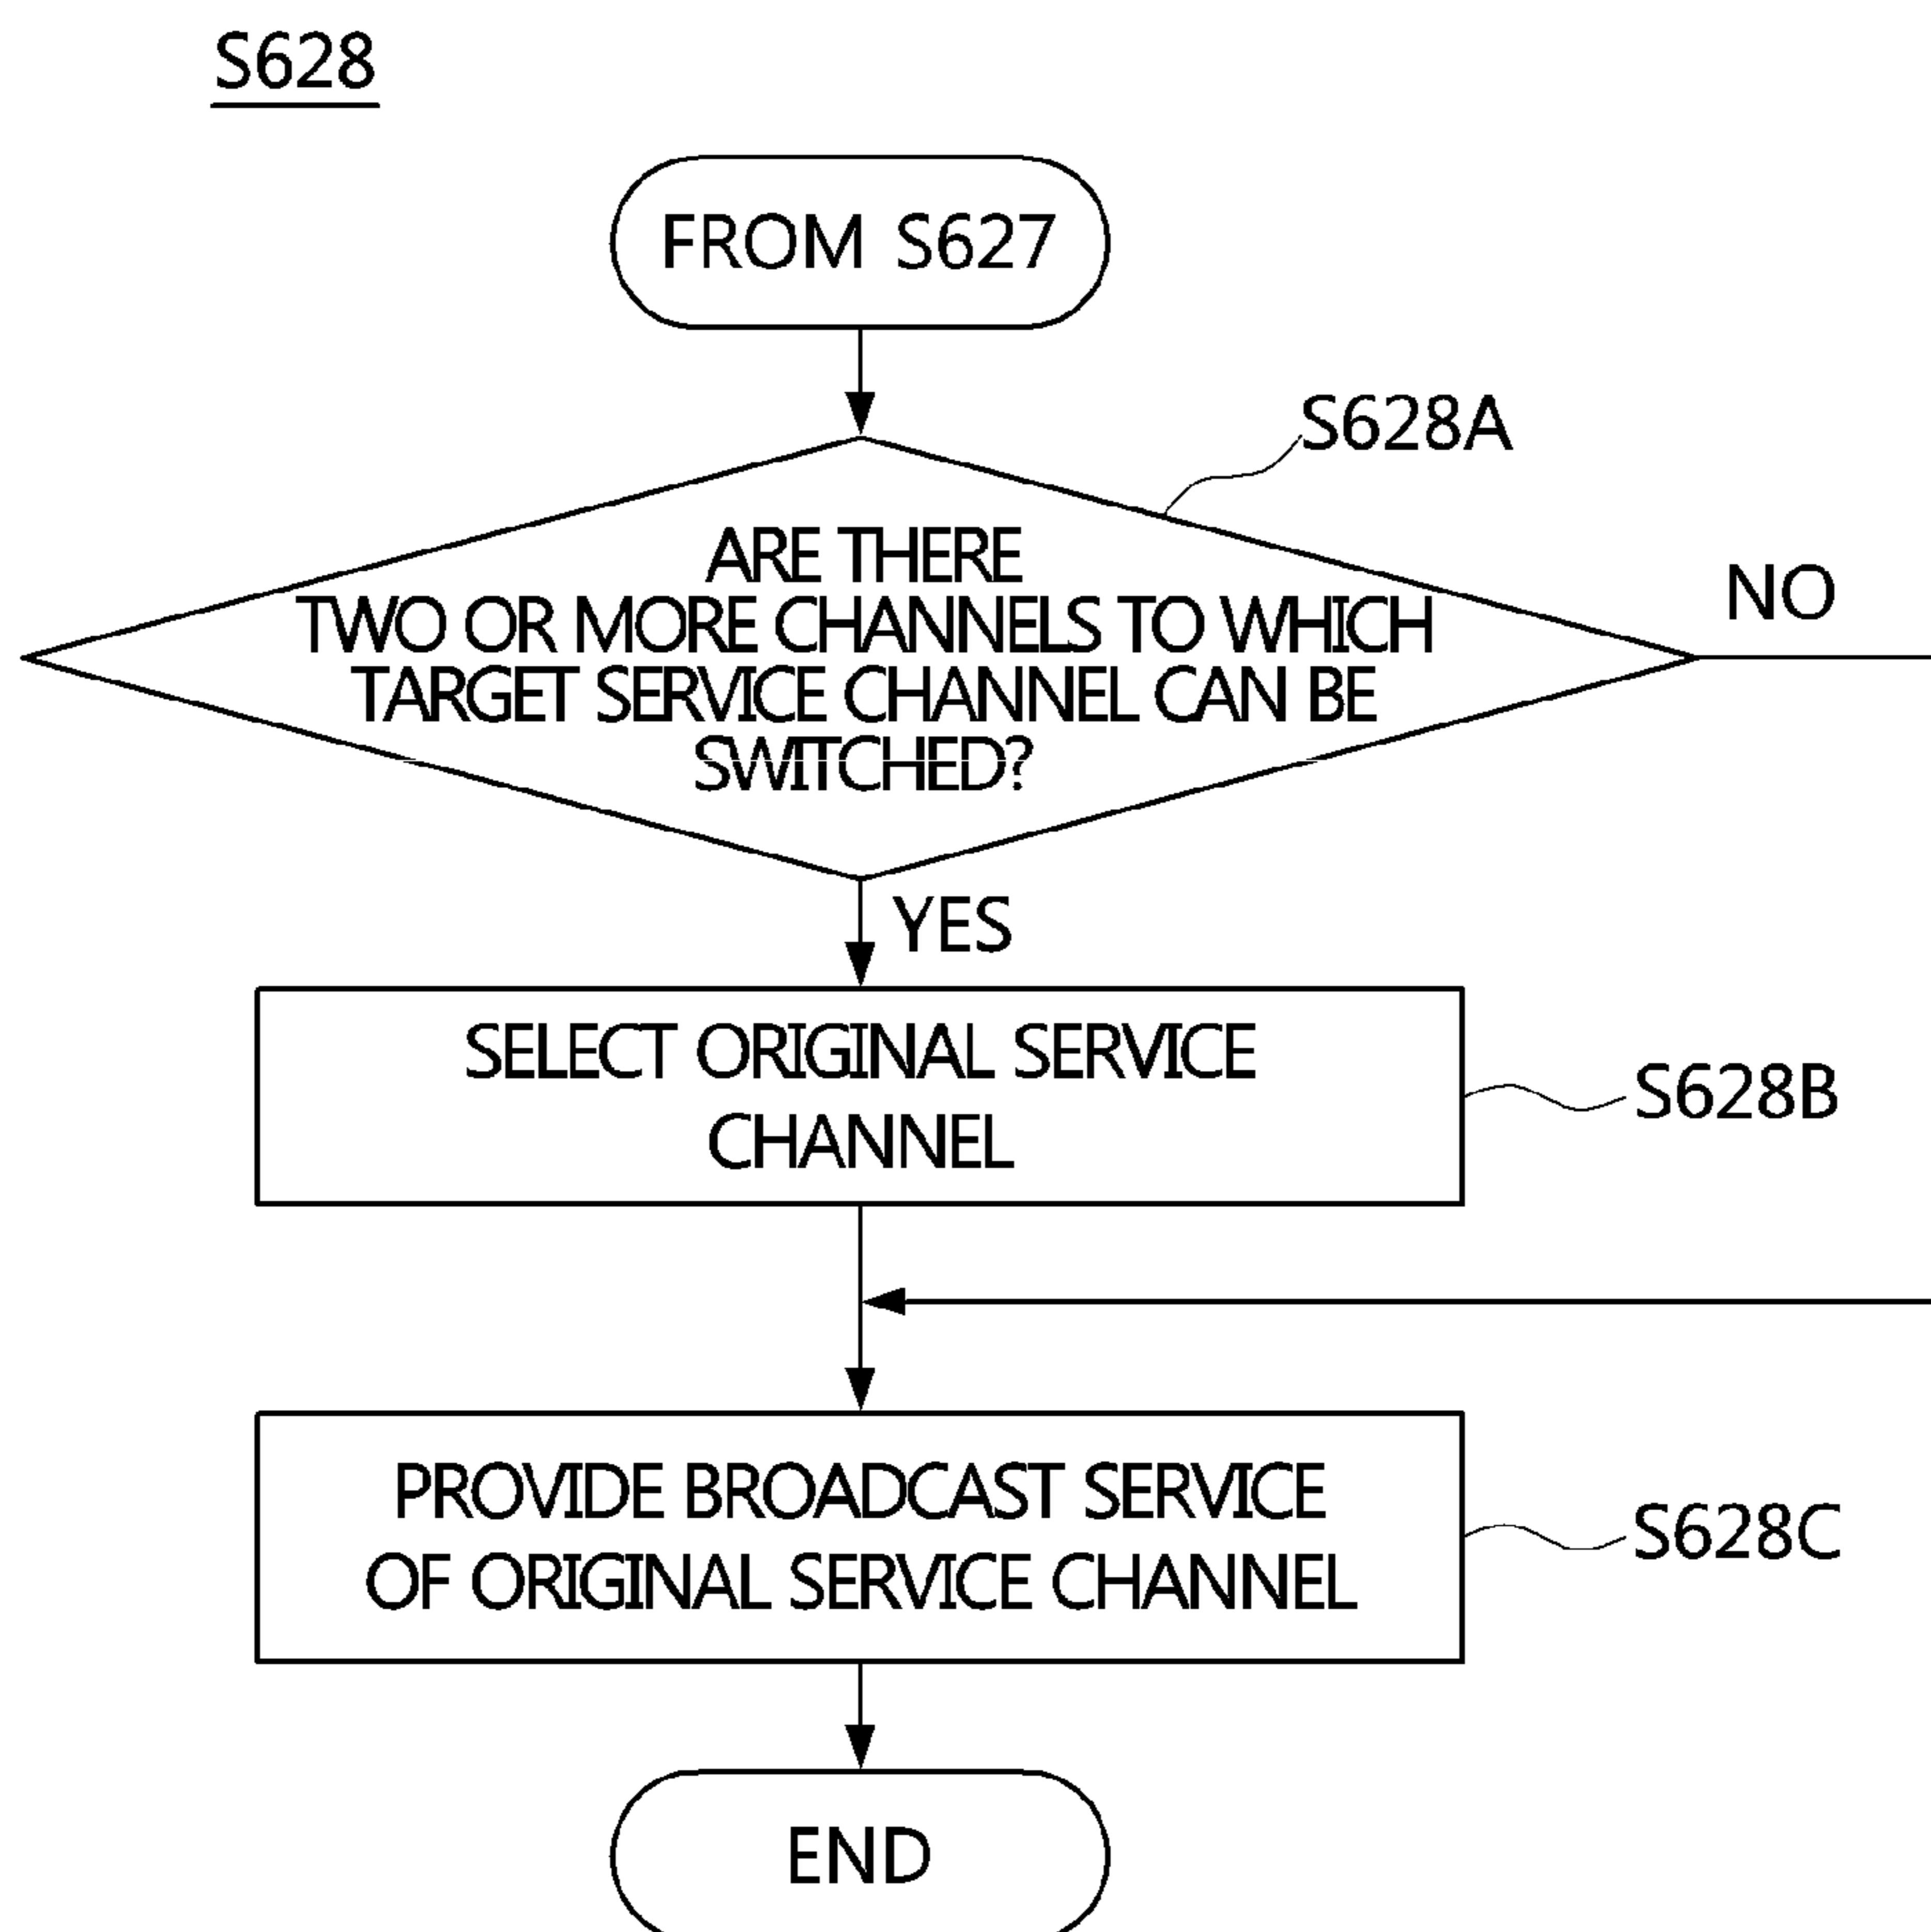 S628
FROM S627
S628A
ARE THERE
TWO OR MORE CHANNELS TO WHICH
TARGET SERVICE CHANNEL CAN BE
SWITCHED?
NO
YES
SELECT ORIGINAL SERVICE
CHANNEL
S628B
PROVIDE BROADCAST SERVICE
OF ORIGINAL SERVICE CHANNEL
S628C
END